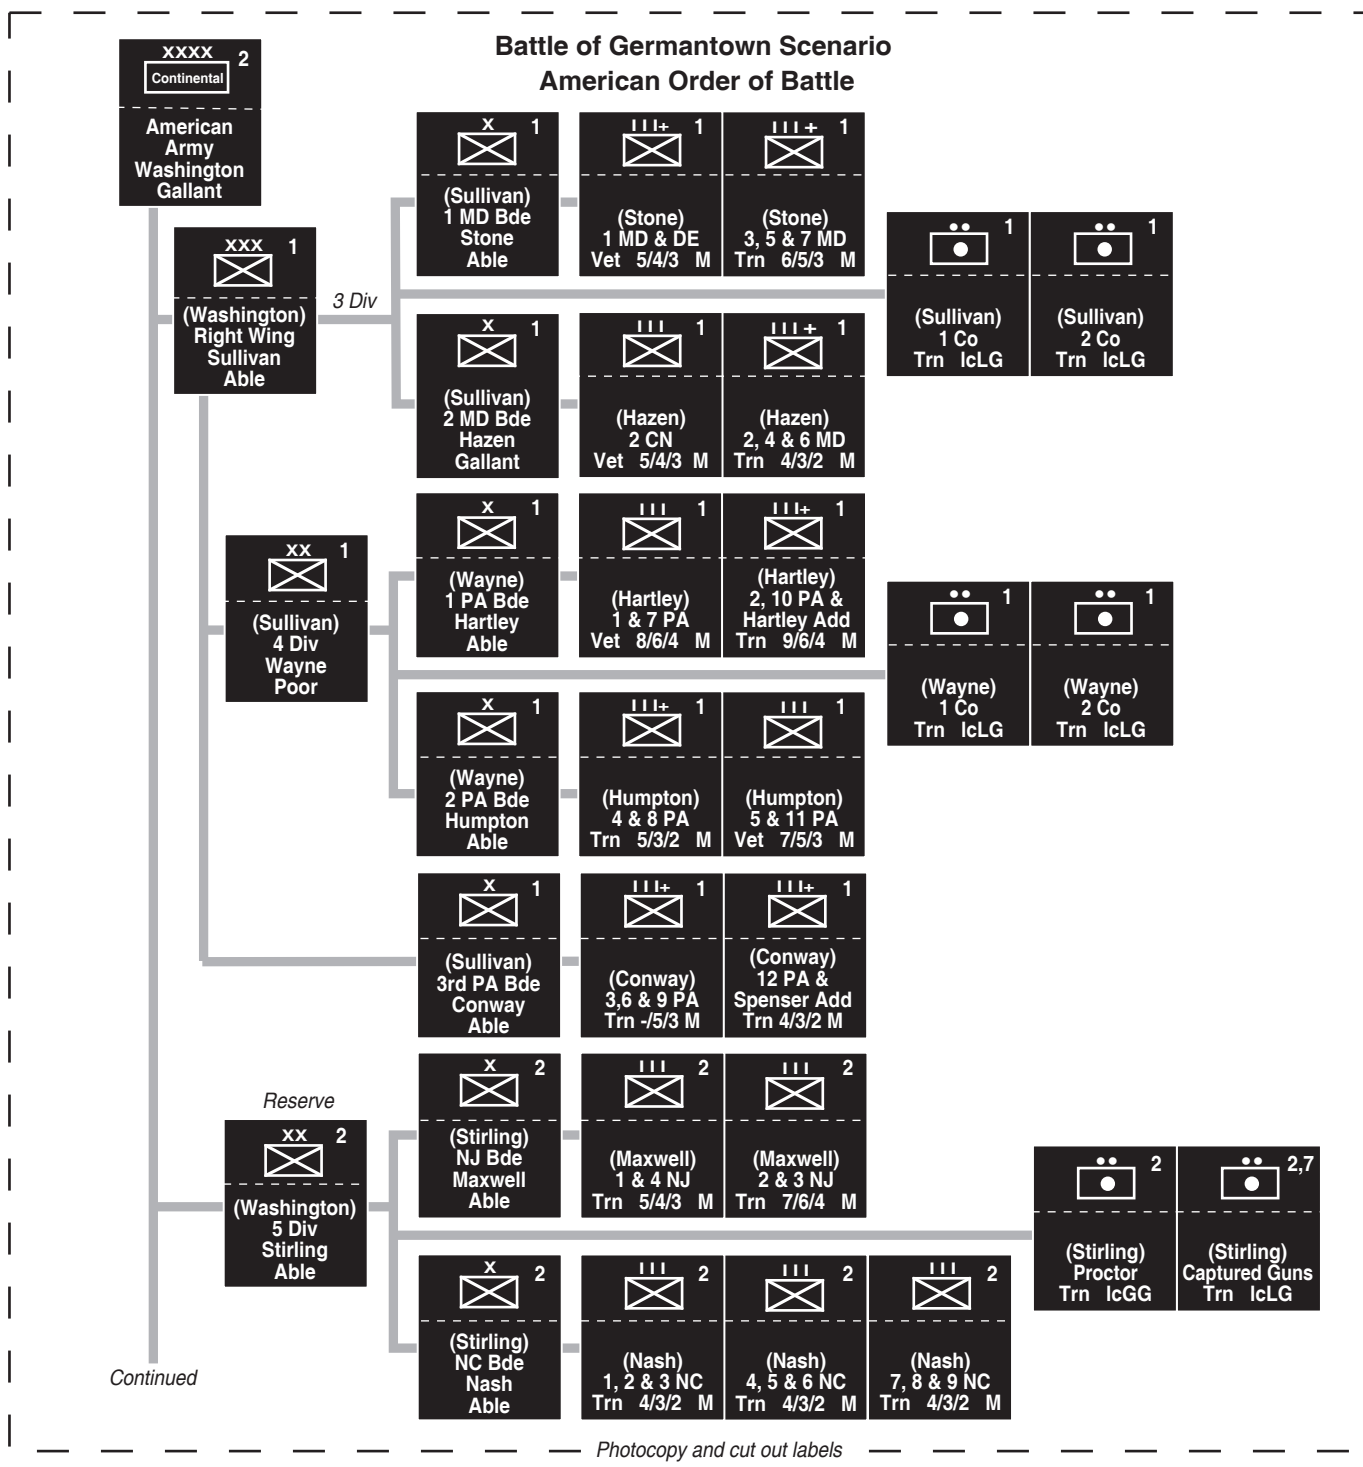 Battle of Germantown Scenario
American Order of Battle
XXXX
2
Continental
American
Army
Washington
Gallant
XXX
1
(Washington)
Right Wing
Sullivan
Able
3 Div
X
1
(Sullivan)
1 MD Bde
Stone
Able
III+
1
(Stone)
1 MD & DE
Vet 5/4/3 M
III+
1
(Stone)
3, 5 & 7 MD
Trn 6/5/3 M
1
(Sullivan)
1 Co
Trn IcLG
1
(Sullivan)
2 Co
Trn IcLG
X
1
(Sullivan)
2 MD Bde
Hazen
Gallant
III
1
(Hazen)
2 CN
Vet 5/4/3 M
III+
1
(Hazen)
2, 4 & 6 MD
Trn 4/3/2 M
XX
1
(Sullivan)
4 Div
Wayne
Poor
X
1
(Wayne)
1 PA Bde
Hartley
Able
III
1
(Hartley)
1 & 7 PA
Vet 8/6/4 M
III+
1
(Hartley)
2, 10 PA &
Hartley Add
Trn 9/6/4 M
1
(Wayne)
1 Co
Trn IcLG
1
(Wayne)
2 Co
Trn IcLG
X
1
(Wayne)
2 PA Bde
Humpton
Able
III+
1
(Humpton)
4 & 8 PA
Trn 5/3/2 M
III
1
(Humpton)
5 & 11 PA
Vet 7/5/3 M
X
1
(Sullivan)
3rd PA Bde
Conway
Able
III+
1
(Conway)
3,6 & 9 PA
Trn -/5/3 M
III+
1
(Conway)
12 PA &
Spenser Add
Trn 4/3/2 M
Reserve
XX
2
(Washington)
5 Div
Stirling
Able
X
2
(Stirling)
NJ Bde
Maxwell
Able
III
2
(Maxwell)
1 & 4 NJ
Trn 5/4/3 M
III
2
(Maxwell)
2 & 3 NJ
Trn 7/6/4 M
2
(Stirling)
Proctor
Trn IcGG
2,7
(Stirling)
Captured Guns
Trn IcLG
X
2
(Stirling)
NC Bde
Nash
Able
III
2
(Nash)
1, 2 & 3 NC
Trn 4/3/2 M
III
2
(Nash)
4, 5 & 6 NC
Trn 4/3/2 M
III
2
(Nash)
7, 8 & 9 NC
Trn 4/3/2 M
Continued
Photocopy and cut out labels